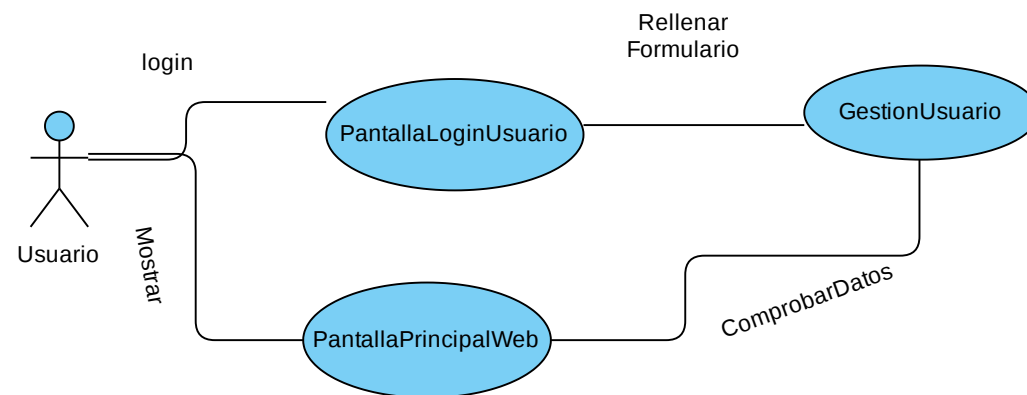 Rellenar
Formulario
login
GestionUsuario
PantallaLoginUsuario
Usuario
Mostrar
ComprobarDatos
PantallaPrincipalWeb